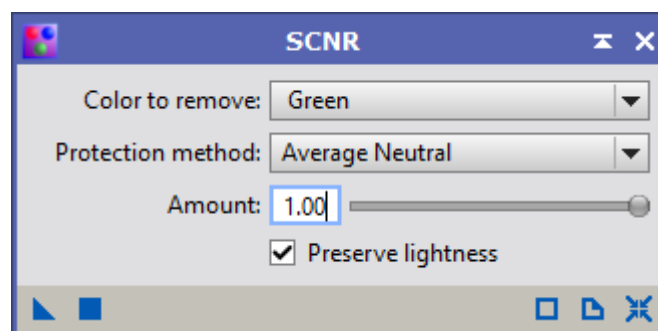 SCNR
Color to remove: Green
Protection method: Average Neutral
Amount: 1.00
Preserve lightness